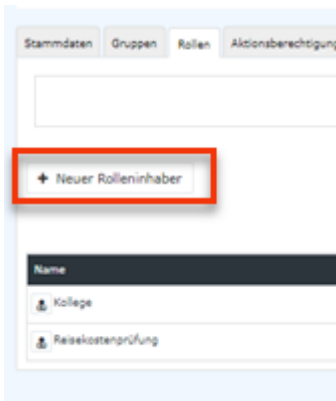 Stammdaten Gruppen Rollen Aktionsberechtigung
+ Neuer Rolleninhaber
Name
Kollege
Reisekostenprüfung